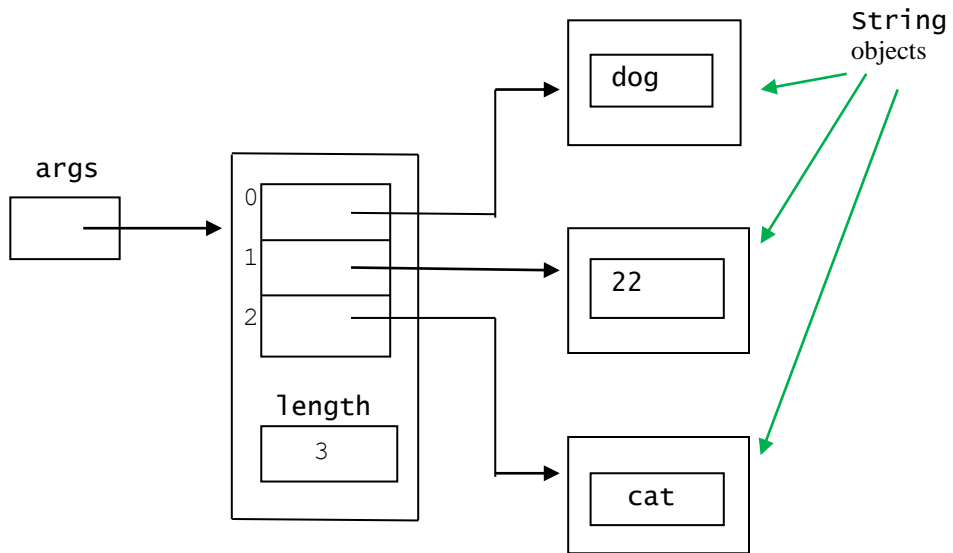 String
objects
dog
args
0
1
22
2
length
3
cat